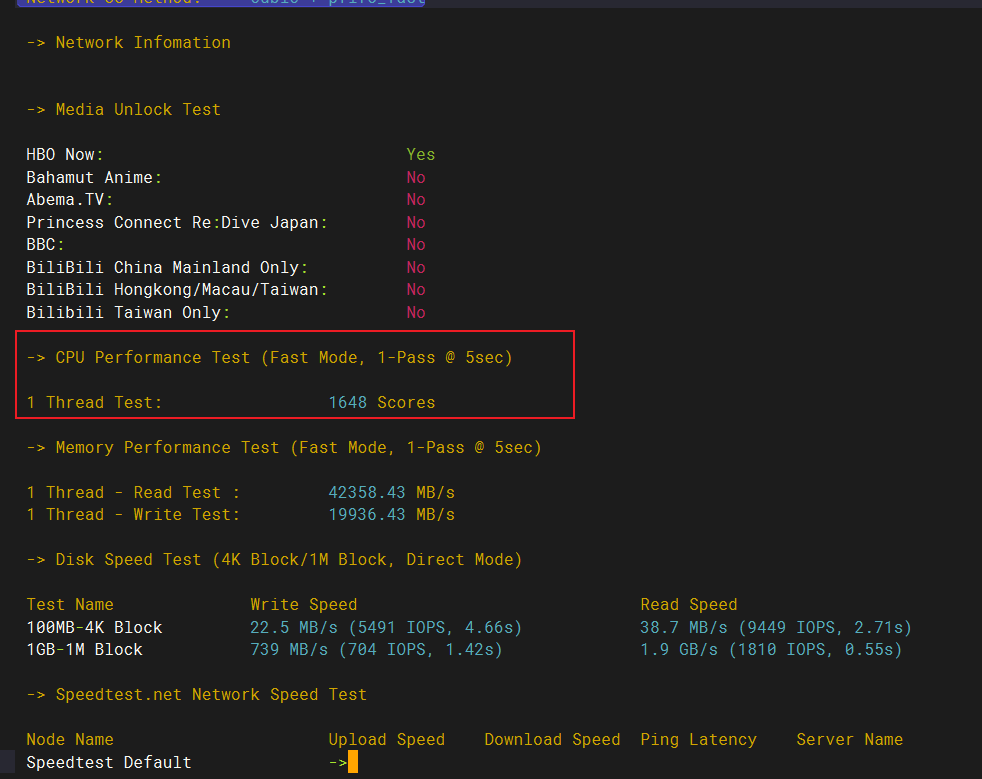 -> Network Infomation
-> Media Unlock Test
HBO Now: Yes
Bahamut Anime: No
Abema.TV: No
Princess Connect Re:Dive Japan: No
BBC: No
BiliBili China Mainland Only: No
BiliBili Hongkong/Macau/Taiwan: No
Bilibili Taiwan Only: No
-> CPU Performance Test (Fast Mode, 1-Pass @ 5sec)
1 Thread Test: 1648 Scores
-> Memory Performance Test (Fast Mode, 1-Pass @ 5sec)
1 Thread - Read Test : 42358.43 MB/s
1 Thread - Write Test: 19936.43 MB/s
-> Disk Speed Test (4K Block/1M Block, Direct Mode)
Test Name Write Speed Read Speed
100MB-4K Block 22.5 MB/s (5491 IOPS, 4.66s) 38.7 MB/s (9449 IOPS, 2.71s)
1GB-1M Block 739 MB/s (704 IOPS, 1.42s) 1.9 GB/s (1810 IOPS, 0.55s)
-> Speedtest.net Network Speed Test
Node Name Upload Speed Download Speed Ping Latency Server Name
Speedtest Default ->